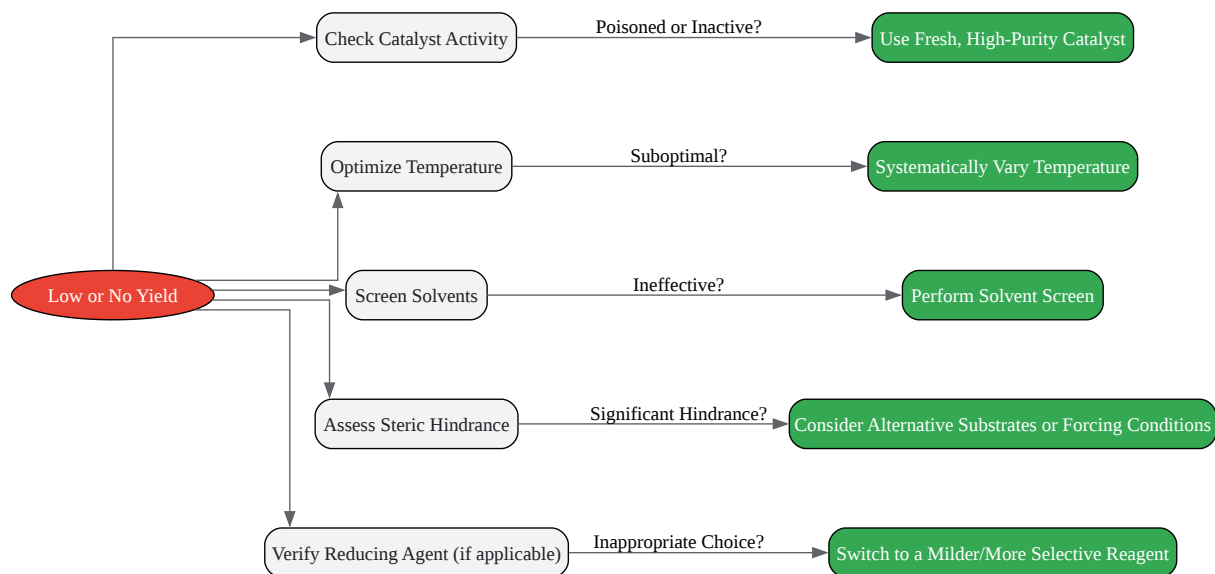 Check Catalyst Activity
Poisoned or Inactive?
Use Fresh, High-Purity Catalyst
Optimize Temperature
Suboptimal?
Systematically Vary Temperature
Low or No Yield
Screen Solvents
Ineffective?
Perform Solvent Screen
Assess Steric Hindrance
Significant Hindrance?
Consider Alternative Substrates or Forcing Conditions
Verify Reducing Agent (if applicable)
Inappropriate Choice?
Switch to a Milder/More Selective Reagent